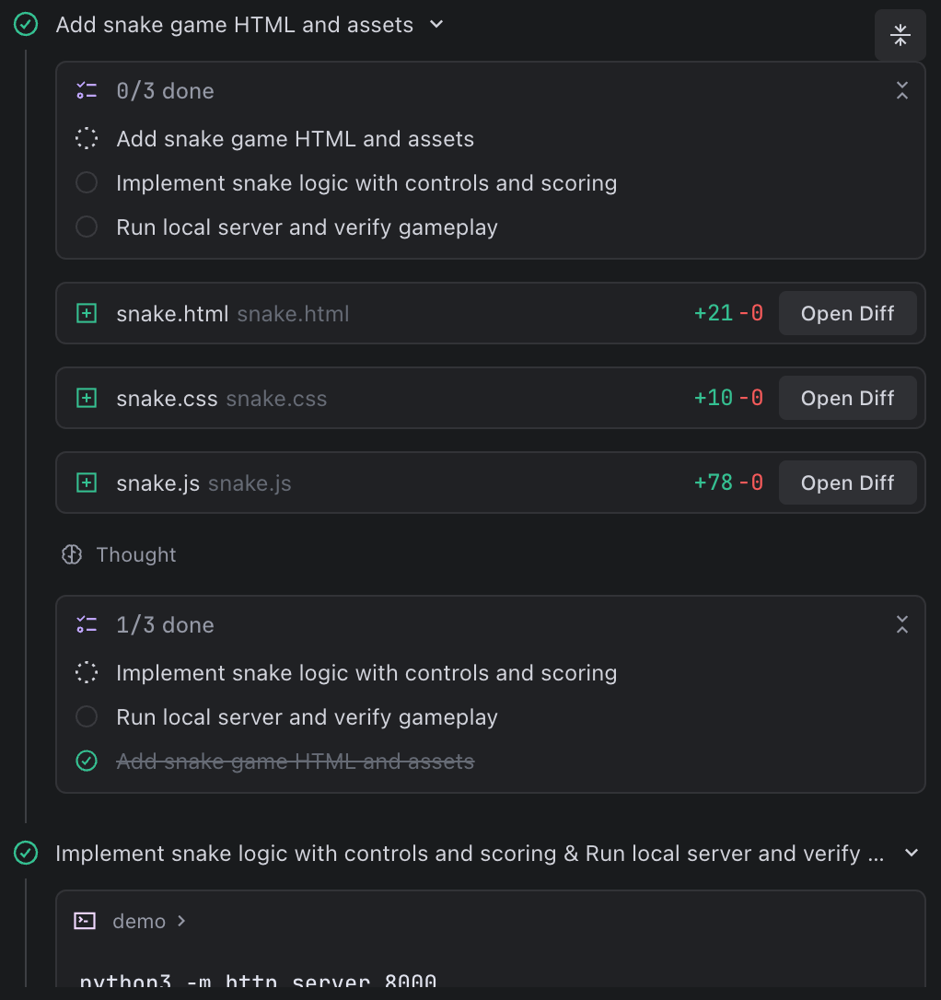 Add snake game HTML and assets
0/3 done
Add snake game HTML and assets
Implement snake logic with controls and scoring
Run local server and verify gameplay
snake.html snake.html +21 -0 Open Diff
snake.css snake.css +10 -0 Open Diff
snake.js snake.js +78 -0 Open Diff
Thought
1/3 done
Implement snake logic with controls and scoring
Run local server and verify gameplay
Add snake game HTML and assets
Implement snake logic with controls and scoring & Run local server and verify ...
demo
python3 -m http.server 8000